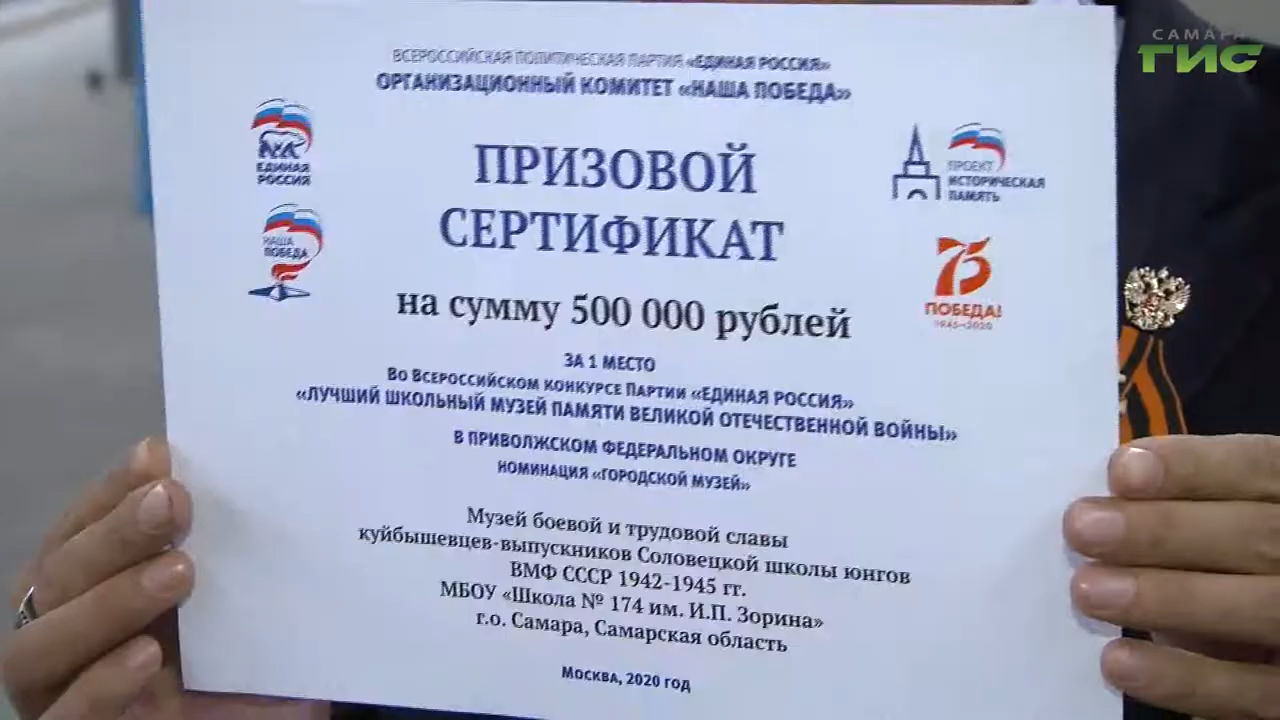 САМАРА
ГИС
ВСЕРОССИЙСКАЯ ПОЛИТИЧЕСКАЯ ПАРТИЯ «ЕДИНАЯ РОССИЯ»
ОРГАНИЗАЦИОННЫЙ КОМИТЕТ «НАША ПОБЕДА»
ЕДИНАЯ
РОССИЯ
НАША
ПОБЕДА
ПРИЗОВОЙ
СЕРТИФИКАТ
ПРОЕКТ
ИСТОРИЧЕСКАЯ
ПАМЯТЬ
75
ПОБЕДА!
1945–2020
на сумму 500 000 рублей
ЗА 1 МЕСТО
Во Всероссийском конкурсе Партии «ЕДИНАЯ РОССИЯ»
«ЛУЧШИЙ ШКОЛЬНЫЙ МУЗЕЙ ПАМЯТИ ВЕЛИКОЙ ОТЕЧЕСТВЕННОЙ ВОЙНЫ»
В ПРИВОЛЖСКОМ ФЕДЕРАЛЬНОМ ОКРУГЕ
НОМИНАЦИЯ «ГОРОДСКОЙ МУЗЕЙ»
Музей боевой и трудовой славы
куйбышевцев-выпускников Соловецкой школы юнгов
ВМФ СССР 1942-1945 гг.
МБОУ «Школа № 174 им. И.П. Зорина»
г.о. Самара, Самарская область
Москва, 2020 год